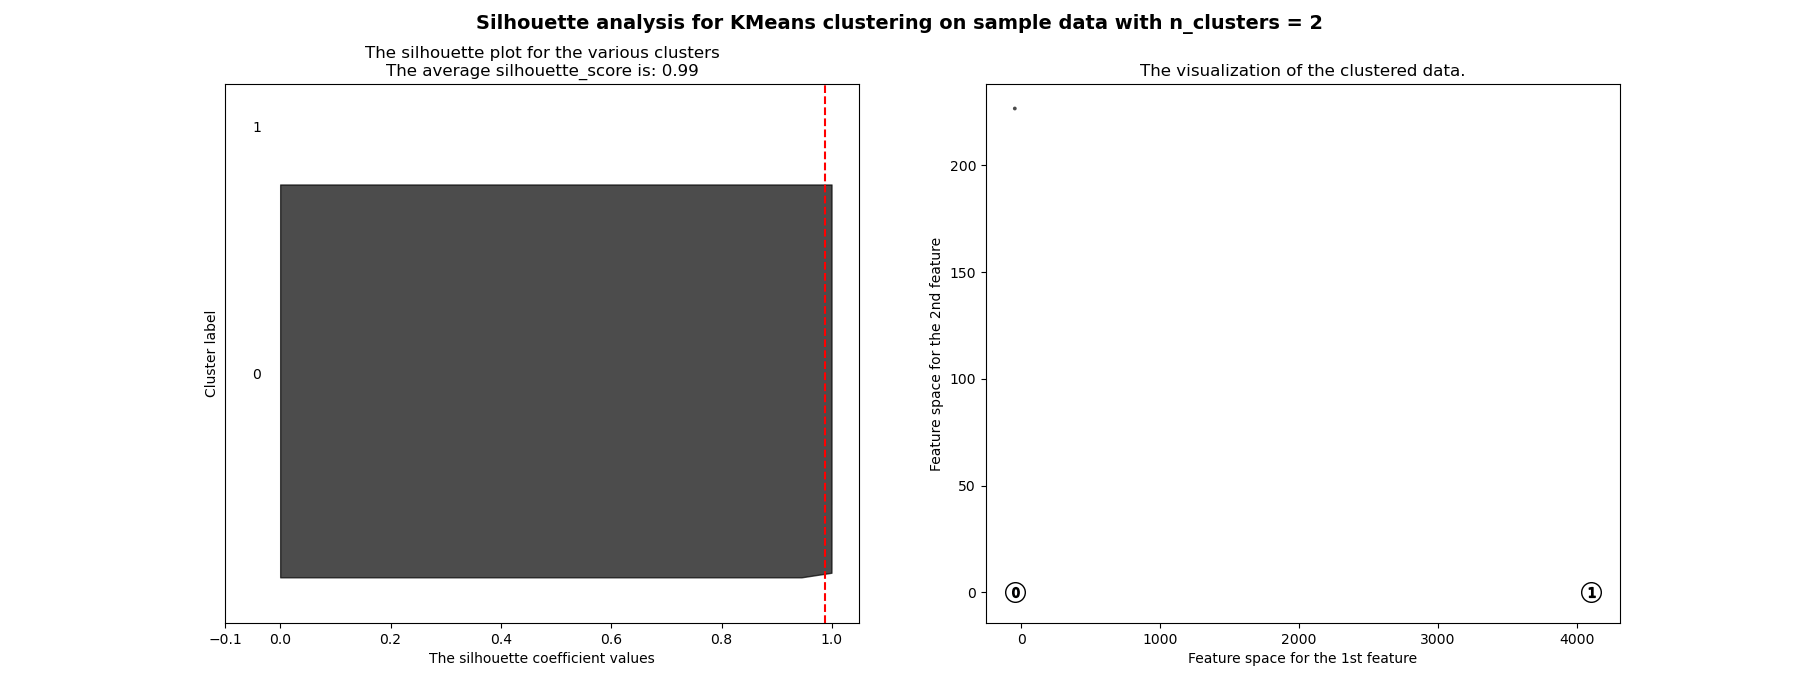 Silhouette analysis for KMeans clustering on sample data with n_clusters = 2
The silhouette plot for the various clusters
The average silhouette_score is: 0.99
1
0
Cluster label
−0.1 0.0 0.2 0.4 0.6 0.8 1.0
The silhouette coefficient values
The visualization of the clustered data.
200
150
100
50
0
Feature space for the 2nd feature
0 1
0 1000 2000 3000 4000
Feature space for the 1st feature